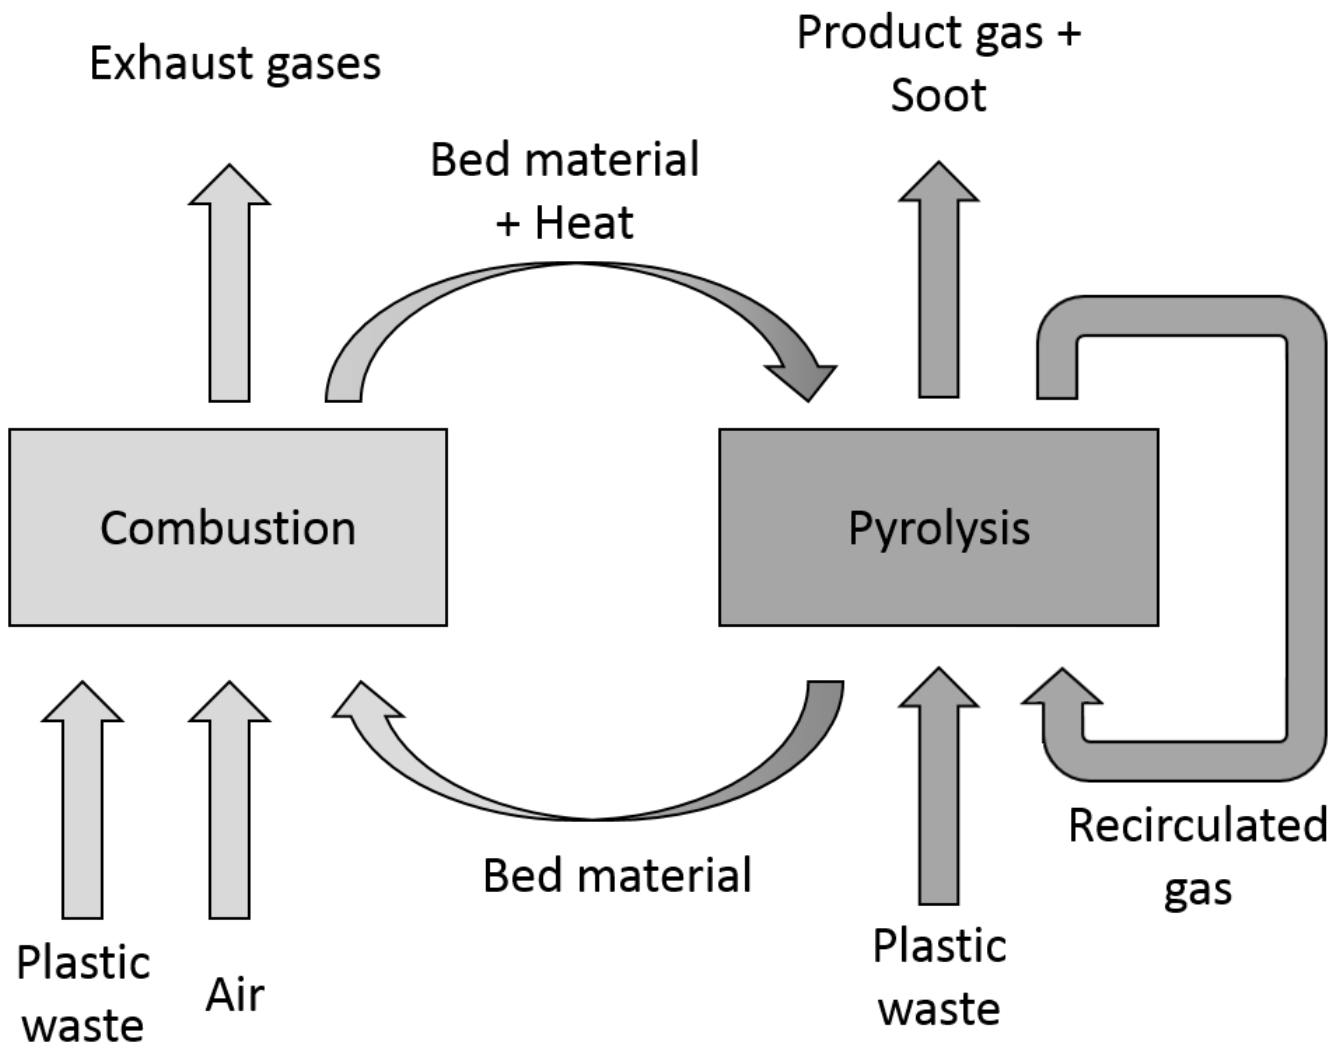 Exhaust gases
Product gas +
Soot
Bed material
+ Heat
Combustion
Pyrolysis
Bed material
Recirculated
gas
Plastic
waste
Air
Plastic
waste